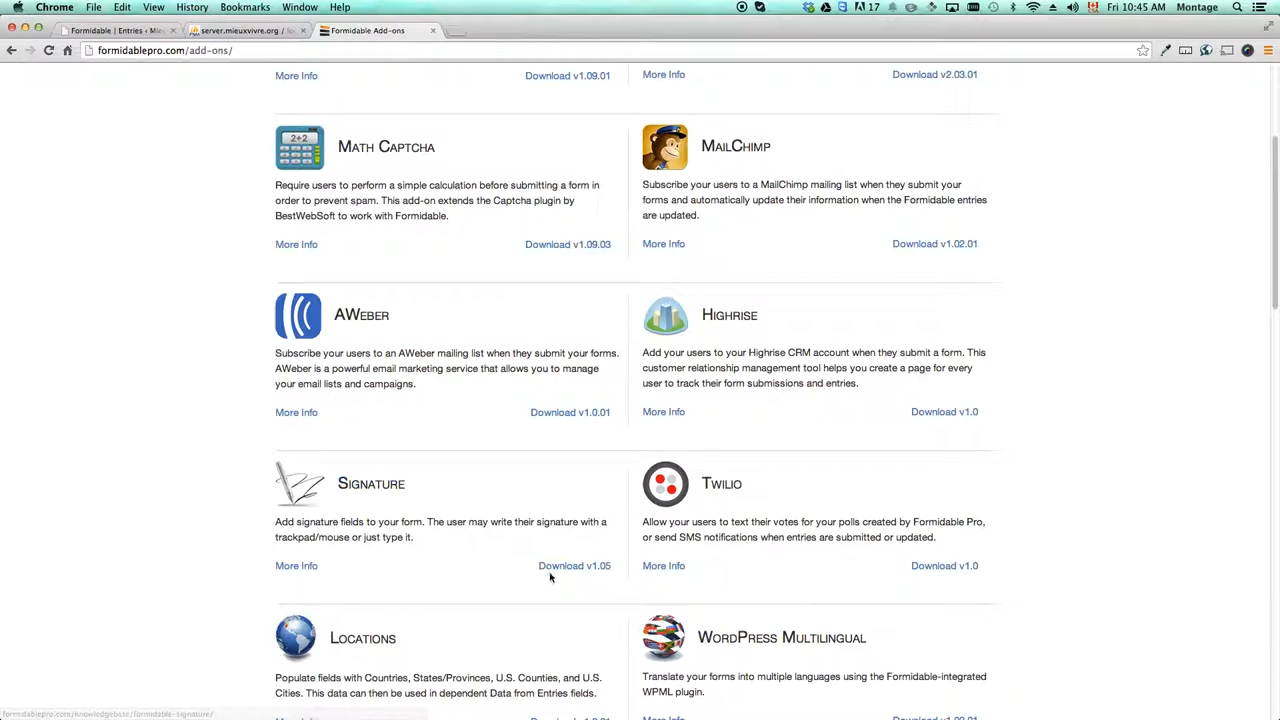 Chrome File Edit View History Bookmarks Window Help 17 Fri 10:45 AM Montage
Formidable | Entries ‹ Mie
server.mieuxvivre.org / lo
Formidable Add-ons
formidablepro.com/add-ons/
More Info Download v1.09.01
More Info Download v2.03.01
2+2
Math Captcha
Require users to perform a simple calculation before submitting a form in
order to prevent spam. This add-on extends the Captcha plugin by
BestWebSoft to work with Formidable.
More Info Download v1.09.03
MailChimp
Subscribe your users to a MailChimp mailing list when they submit your
forms and automatically update their information when the Formidable entries
are updated.
More Info Download v1.02.01
AWeber
Subscribe your users to an AWeber mailing list when they submit your forms.
AWeber is a powerful email marketing service that allows you to manage
your email lists and campaigns.
More Info Download v1.0.01
Highrise
Add your users to your Highrise CRM account when they submit a form. This
customer relationship management tool helps you create a page for every
user to track their form submissions and entries.
More Info Download v1.0
Signature
Add signature fields to your form. The user may write their signature with a
trackpad/mouse or just type it.
More Info Download v1.05
Twilio
Allow your users to text their votes for your polls created by Formidable Pro,
or send SMS notifications when entries are submitted or updated.
More Info Download v1.0
Locations
Populate fields with Countries, States/Provinces, U.S. Counties, and U.S.
Cities. This data can then be used in dependent Data from Entries fields.
WordPress Multilingual
Translate your forms into multiple languages using the Formidable-integrated
WPML plugin.
formidablepro.com/knowledgebase/formidable-signature/